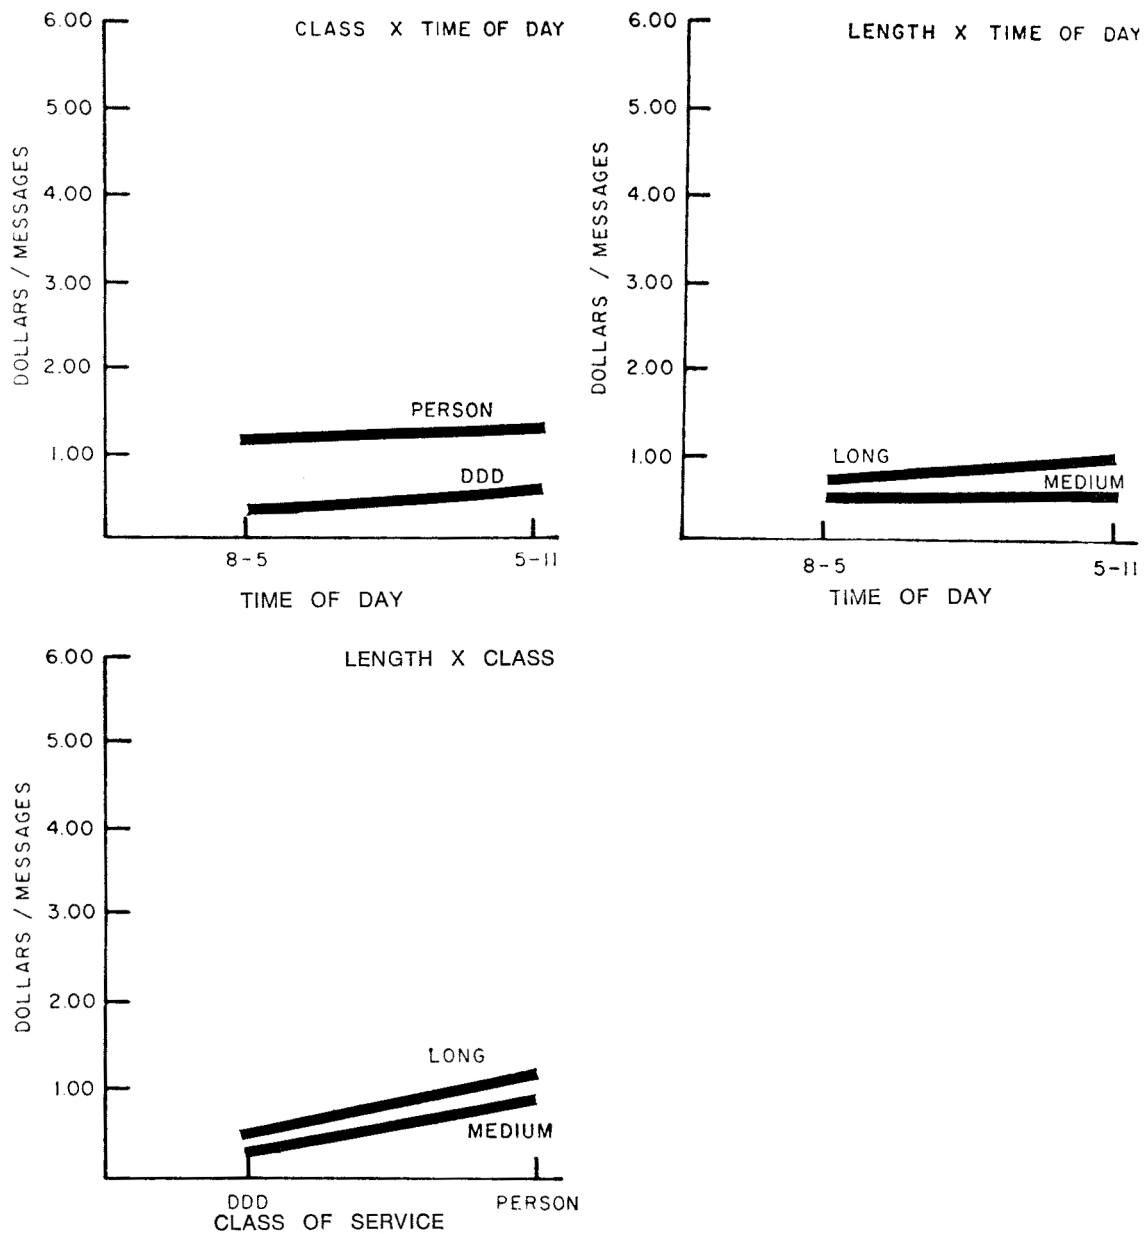 CLASS X TIME OF DAY
6.00
5.00
4.00
3.00
2.00
1.00
DOLLARS / MESSAGES
PERSON
DDD
8-5
5-11
TIME OF DAY
LENGTH X TIME OF DAY
6.00
5.00
4.00
3.00
2.00
1.00
DOLLARS / MESSAGES
LONG
MEDIUM
8-5
5-11
TIME OF DAY
LENGTH X CLASS
6.00
5.00
4.00
3.00
2.00
1.00
DOLLARS / MESSAGES
LONG
MEDIUM
DDD
PERSON
CLASS OF SERVICE